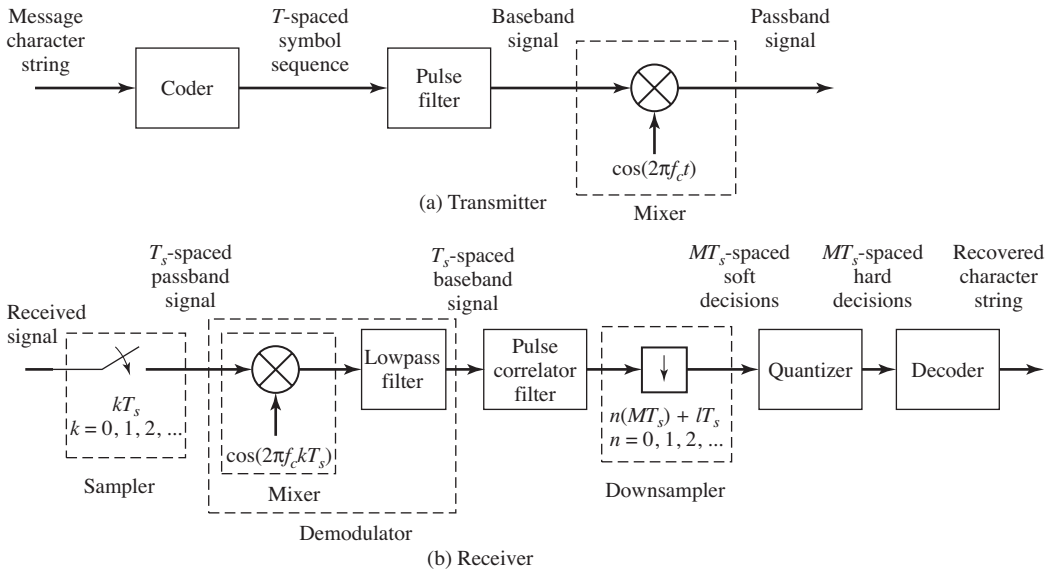 Message
character
string
T-spaced
symbol
sequence
Baseband
signal
Passband
signal
Coder
Pulse
filter
cos(2πf_c t)
(a) Transmitter
Mixer
T_s-spaced
passband
signal
T_s-spaced
baseband
signal
MT_s-spaced
soft
decisions
MT_s-spaced
hard
decisions
Recovered
character
string
Received
signal
Lowpass
filter
Pulse
correlator
filter
Quantizer
Decoder
kT_s
k = 0, 1, 2, ...
n(MT_s) + lT_s
n = 0, 1, 2, ...
cos(2πf_c kT_s)
Sampler
Mixer
Downsampler
Demodulator
(b) Receiver